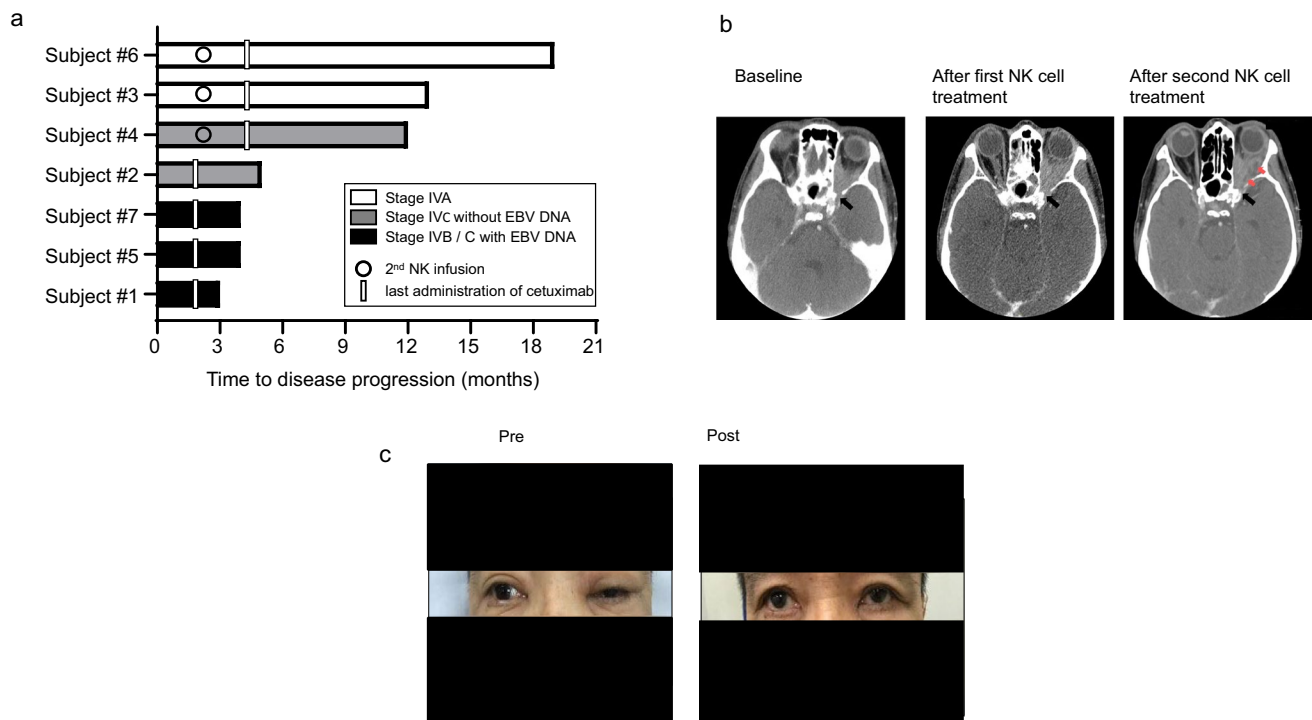 a
Subject #6
Subject #3
Subject #4
Subject #2
Subject #7
Subject #5
Subject #1
Stage IVA
Stage IVC without EBV DNA
Stage IVB / C with EBV DNA
2nd NK infusion
last administration of cetuximab
0 3 6 9 12 15 18 21
Time to disease progression (months)
b
Baseline
After first NK cell
treatment
After second NK cell
treatment
c
Pre
Post